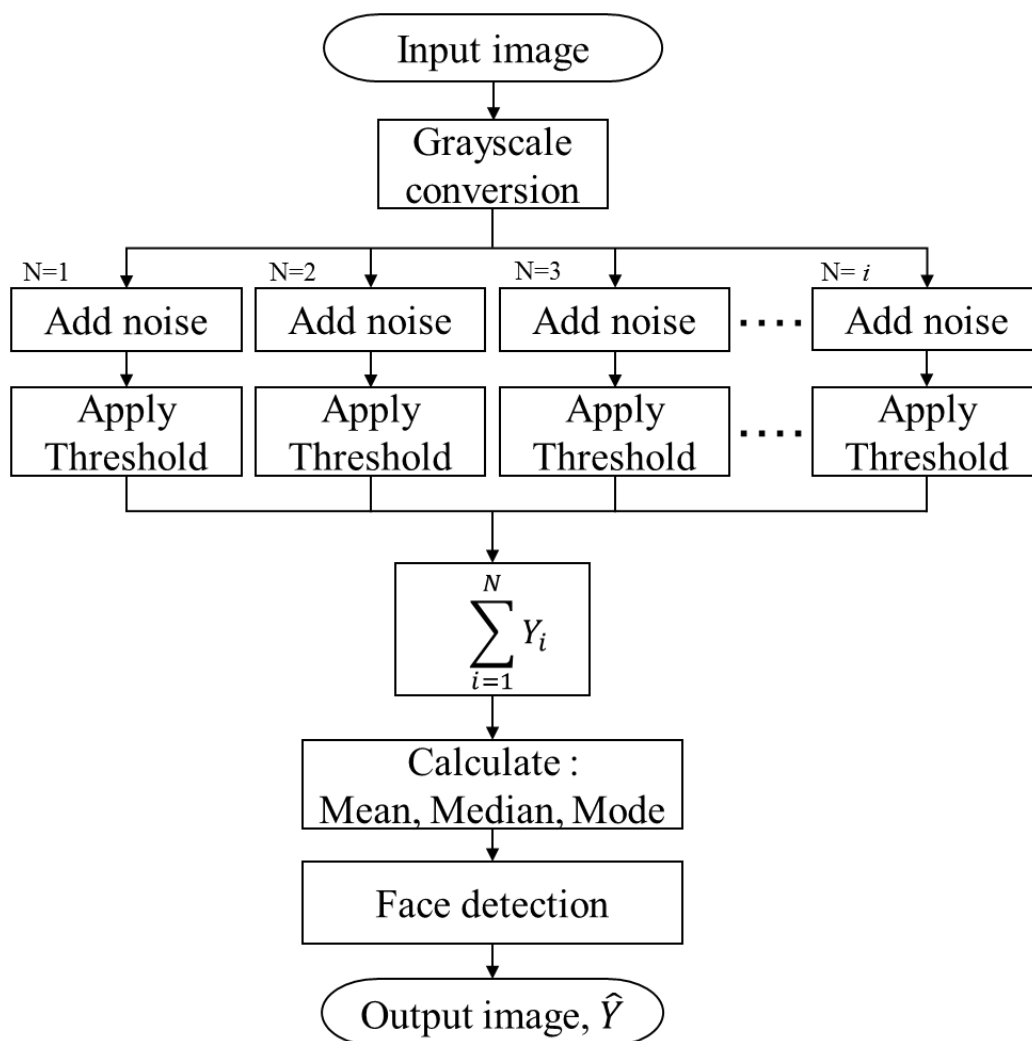 Input image
Grayscale
conversion
N=1
N=2
N=3
N= i
Add noise
Add noise
Add noise
....
Add noise
Apply
Threshold
Apply
Threshold
Apply
Threshold
....
Apply
Threshold
N
∑ Yᵢ
i=1
Calculate :
Mean, Median, Mode
Face detection
Output image, Ŷ